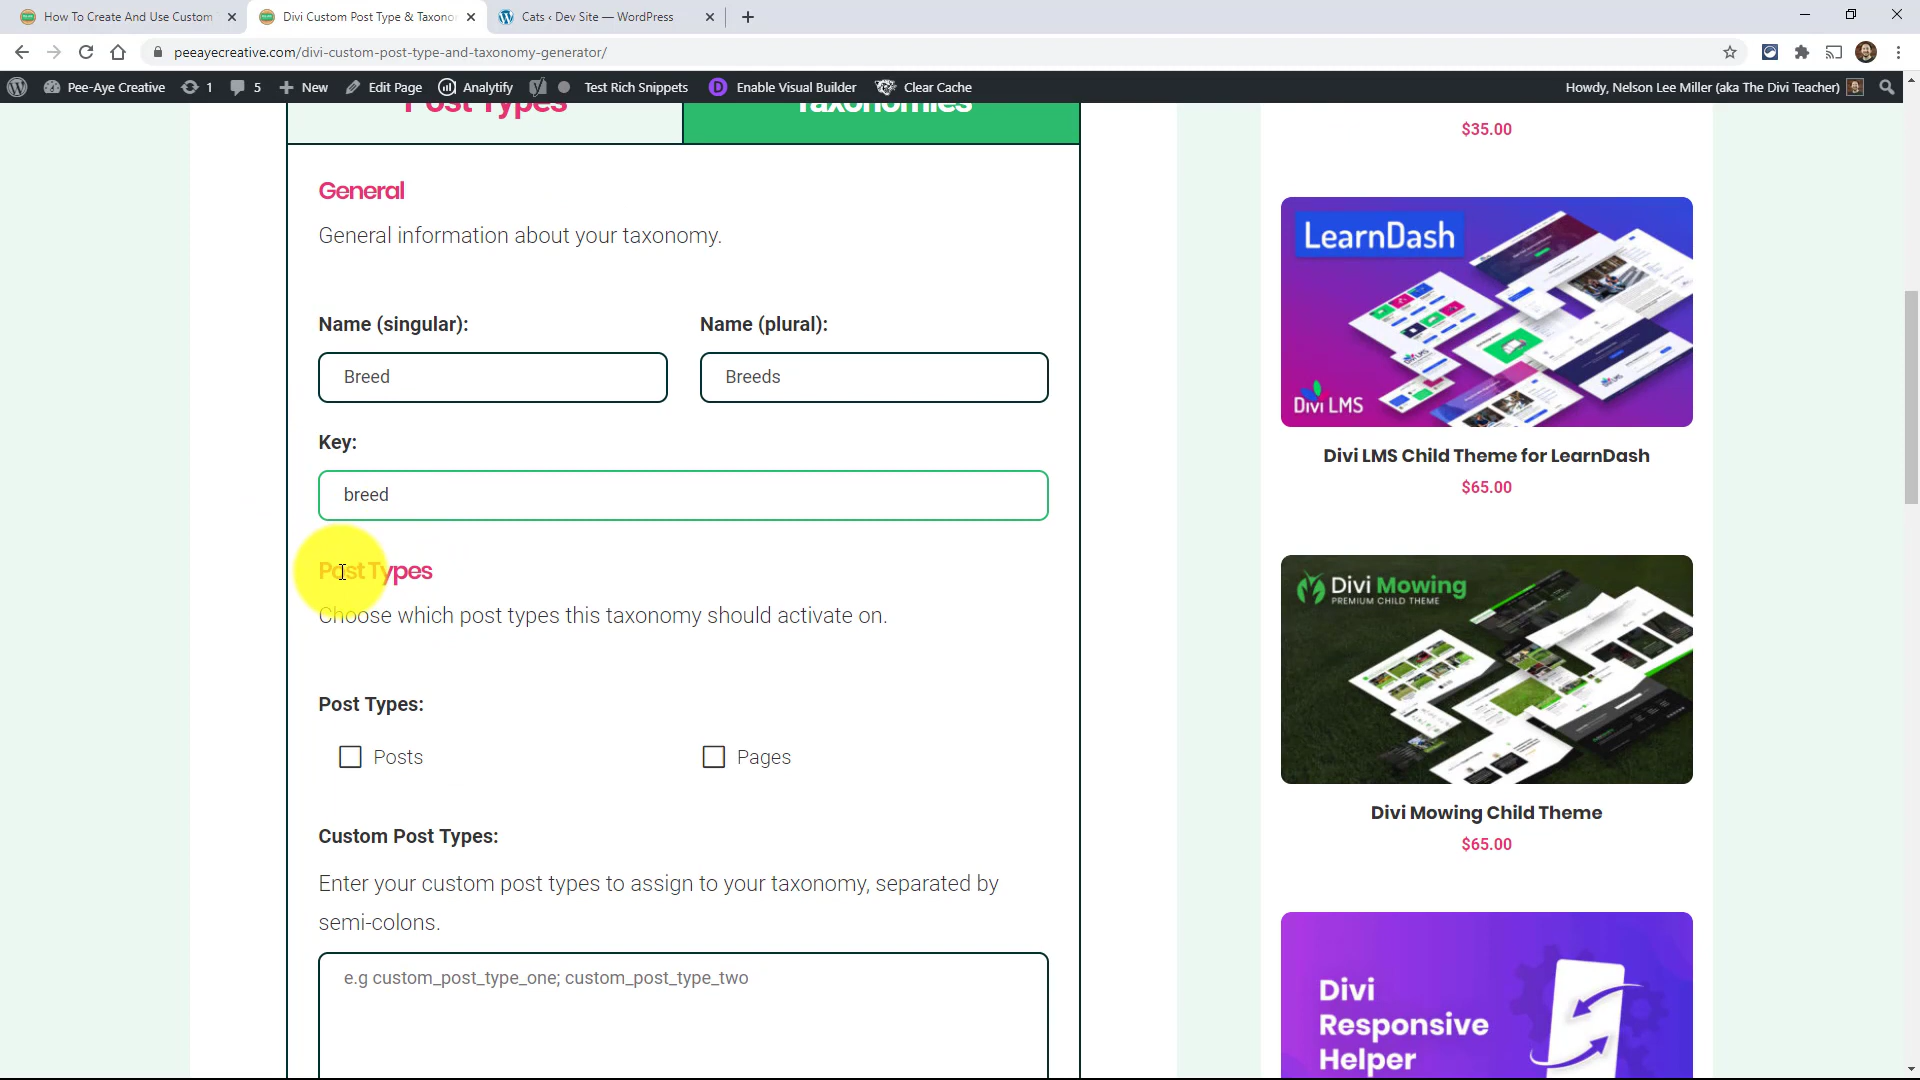 How To Create And Use Custom
Divi Custom Post Type & Taxono
Cats ‹ Dev Site — WordPress
peeayecreative.com/divi-custom-post-type-and-taxonomy-generator/
Pee-Aye Creative
1
5
New
Edit Page
Analytify
Test Rich Snippets
D
Enable Visual Builder
Clear Cache
Howdy, Nelson Lee Miller (aka The Divi Teacher)
Post Types
Taxonomies
General
General information about your taxonomy.
Name (singular):
Name (plural):
Breed
Breeds
Key:
breed
Post Types
Choose which post types this taxonomy should activate on.
Post Types:
Posts
Pages
Custom Post Types:
Enter your custom post types to assign to your taxonomy, separated by
semi-colons.
e.g custom_post_type_one; custom_post_type_two
$35.00
LearnDash
Divi LMS
Divi LMS Child Theme for LearnDash
$65.00
Divi Mowing
PREMIUM CHILD THEME
Divi Mowing Child Theme
$65.00
Divi
Responsive
Helper